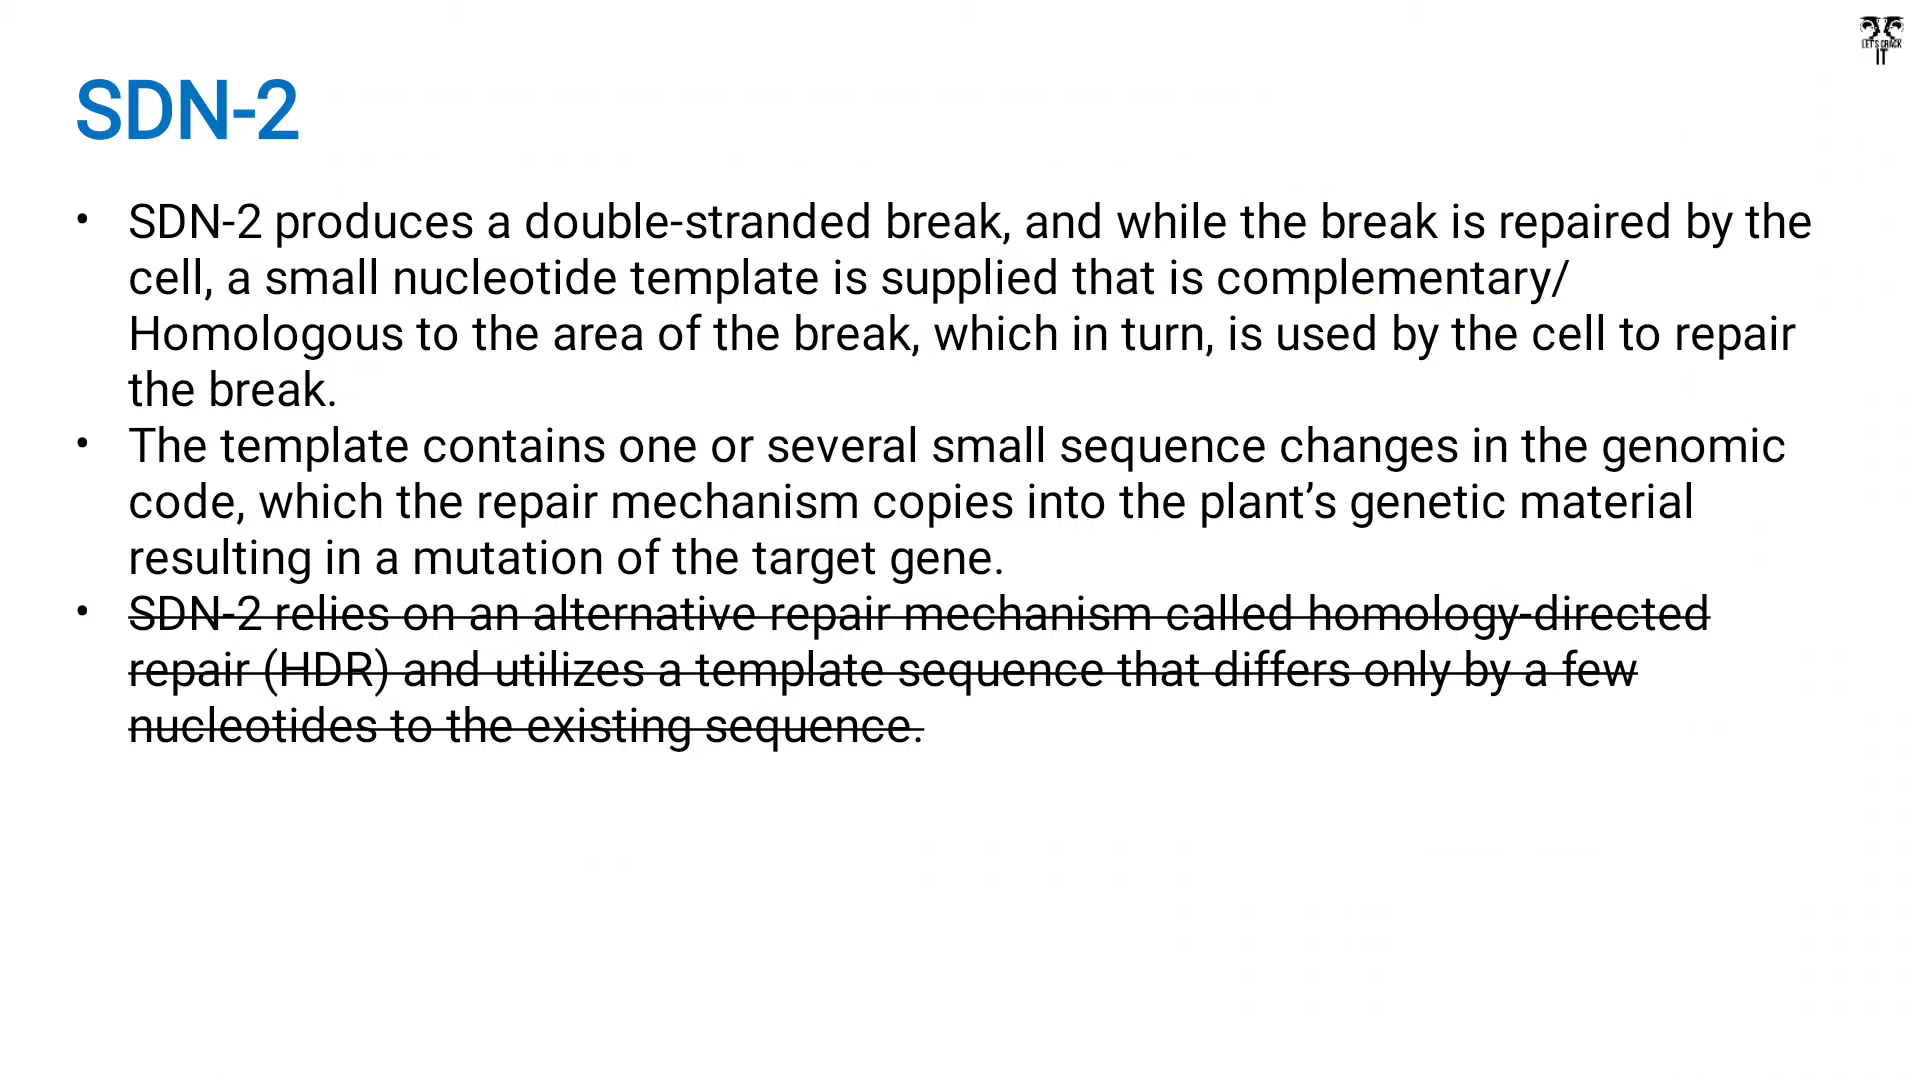 LET'S CRACK
IT
SDN-2
• SDN-2 produces a double-stranded break, and while the break is repaired by the
cell, a small nucleotide template is supplied that is complementary/
Homologous to the area of the break, which in turn, is used by the cell to repair
the break.
• The template contains one or several small sequence changes in the genomic
code, which the repair mechanism copies into the plant’s genetic material
resulting in a mutation of the target gene.
• SDN-2 relies on an alternative repair mechanism called homology-directed
repair (HDR) and utilizes a template sequence that differs only by a few
nucleotides to the existing sequence.